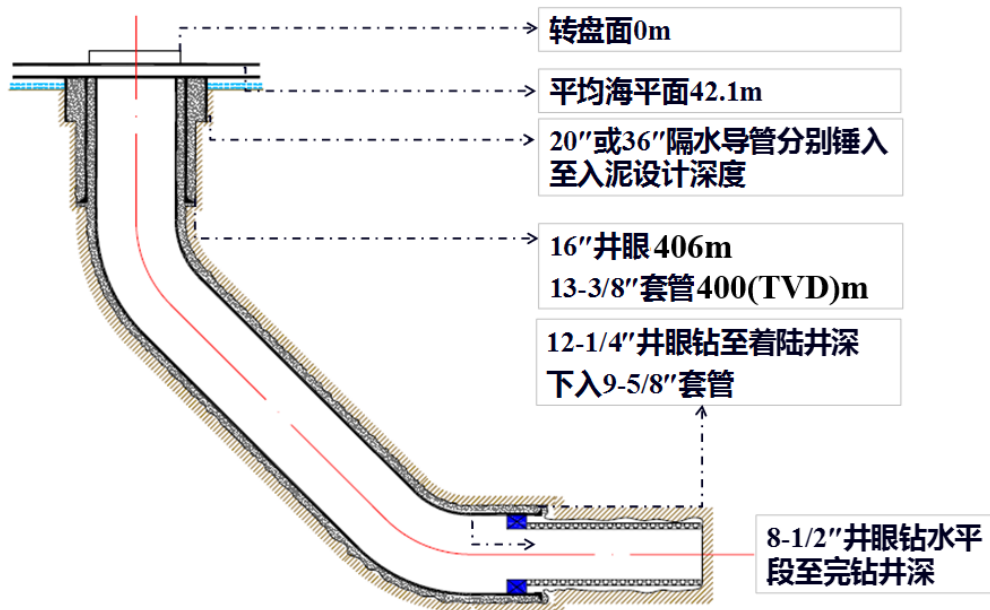 转盘面0m
平均海平面42.1m
20″或36″隔水导管分别锤入
至入泥设计深度
16″井眼406m
13-3/8″套管400(TVD)m
12-1/4″井眼钻至着陆井深
下入9-5/8″套管
8-1/2″井眼钻水平
段至完钻井深